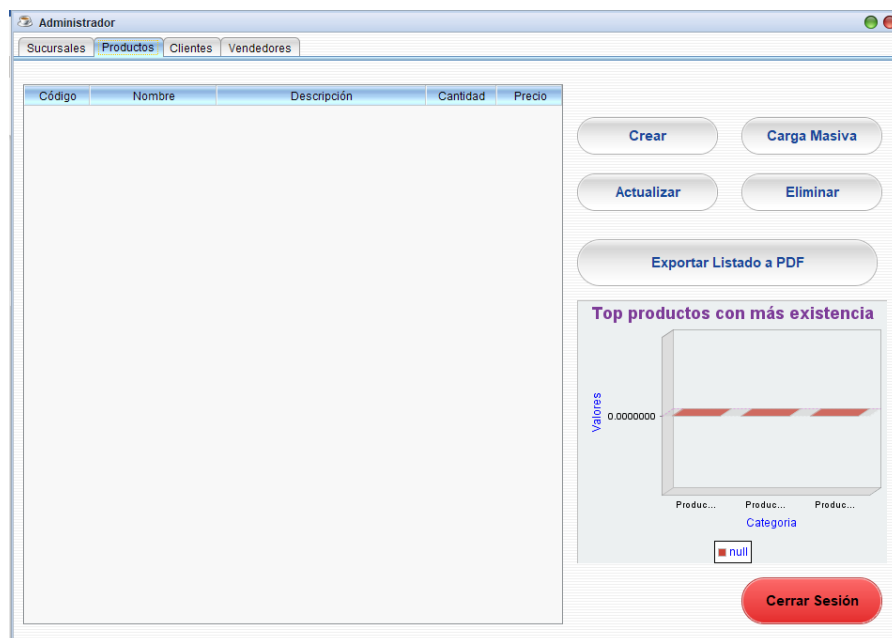 Administrador
Sucursales Productos Clientes Vendedores
Código Nombre Descripción Cantidad Precio
Crear Carga Masiva
Actualizar Eliminar
Exportar Listado a PDF
Top productos con más existencia
Valores
0.0000000
Produc... Produc... Produc...
Categoria
null
Cerrar Sesión